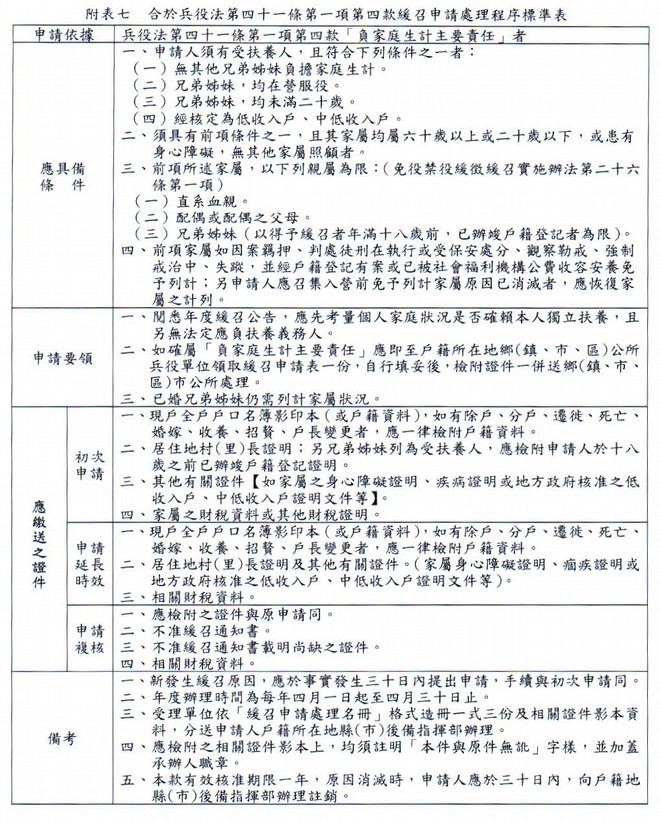 附表七　合於兵役法第四十一條第一項第四款緩召申請處理程序標準表
申請依據
兵役法第四十一條第一項第四款「負家庭生計主要責任」者
應具備
條　件
一、申請人須有受扶養人，且符合下列條件之一者：
（一）無其他兄弟姊妹負擔家庭生計。
（二）兄弟姊妹，均在營服役。
（三）兄弟姊妹，均未滿二十歲。
（四）經核定為低收入戶、中低收入戶。
二、須具有前項條件之一，且其家屬均屬六十歲以上或二十歲以下，或患有
身心障礙，無其他家屬照顧者。
三、前項所述家屬，以下列親屬為限：（免役禁役緩徵緩召實施辦法第二十六
條第一項）
（一）直系血親。
（二）配偶或配偶之父母。
（三）兄弟姊妹（以得予緩召者年滿十八歲前，已辦竣戶籍登記者為限）。
四、前項家屬如因案羈押、判處徒刑在執行或受保安處分、觀察勒戒、強制
戒治中、失蹤，並經戶籍登記有案或已被社會福利機構公費收容安養免
予列計；另申請人應召集入營前免予列計家屬原因已消滅者，應恢復家
屬之計列。
申請要領
一、閱悉年度緩召公告，應先考量個人家庭狀況是否確賴本人獨立扶養，且
另無法定應負扶養義務人。
二、如確屬「負家庭生計主要責任」應即至戶籍所在地鄉(鎮、市、區)公所
兵役單位領取緩召申請表一份，自行填妥後，檢附證件一併送鄉(鎮、市、
區)市公所處理。
三、已婚兄弟姊妹仍需列計家屬狀況。
應繳送之證件
初次
申請
一、現戶全戶戶口名簿影印本（或戶籍資料），如有除戶、分戶、遷徙、死亡、
婚嫁、收養、招贅、戶長變更者，應一律檢附戶籍資料。
二、居住地村(里)長證明；另兄弟姊妹列為受扶養人，應檢附申請人於十八
歲之前已辦竣戶籍登記證明。
三、其他有關證件【如家屬之身心障礙證明、疾病證明或地方政府核准之低
收入戶、中低收入戶證明文件等】。
四、家屬之財稅資料或其他財稅證明。
申請
延長
時效
一、現戶全戶戶口名簿影印本（或戶籍資料），如有除戶、分戶、遷徙、死亡、
婚嫁、收養、招贅、戶長變更者，應一律檢附戶籍資料。
二、居住地村(里)長證明及其他有關證件。（家屬身心障礙證明、痼疾證明或
地方政府核准之低收入戶、中低收入戶證明文件等）。
三、相關財稅資料。
申請
複核
一、應檢附之證件與原申請同。
二、不准緩召通知書。
三、不准緩召通知書載明尚缺之證件。
四、相關財稅資料。
備考
一、新發生緩召原因，應於事實發生三十日內提出申請，手續與初次申請同。
二、年度辦理時間為每年四月一日起至四月三十日止。
三、受理單位依「緩召申請處理名冊」格式造冊一式三份及相關證件影本資
料，分送申請人戶籍所在地縣(市)後備指揮部辦理。
四、應檢附之相關證件影本上，均須註明「本件與原件無訛」字樣，並加蓋
承辦人職章。
五、本款有效核准期限一年，原因消滅時，申請人應於三十日內，向戶籍地
縣(市)後備指揮部辦理註銷。